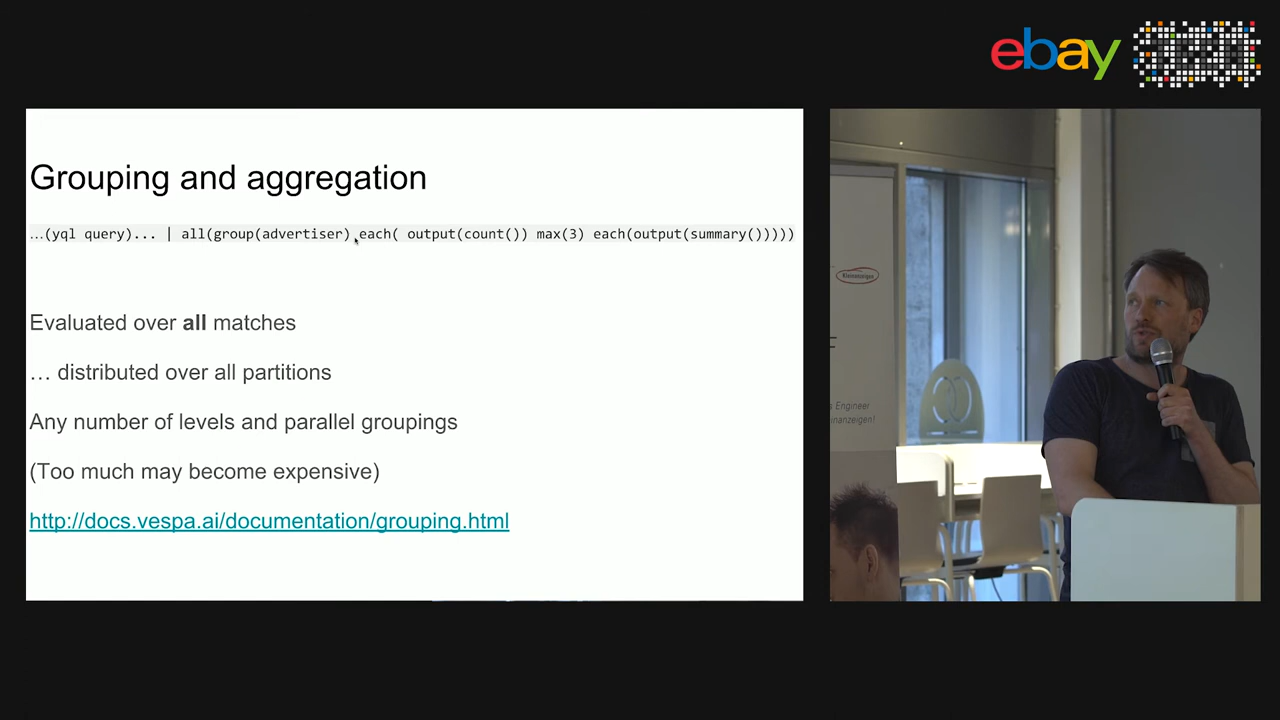 ebay
Grouping and aggregation
...(yql query)... | all(group(advertiser) each( output(count()) max(3) each(output(summary()))))
Evaluated over all matches
… distributed over all partitions
Any number of levels and parallel groupings
(Too much may become expensive)
http://docs.vespa.ai/documentation/grouping.html
Kleinanzeigen
Engineer